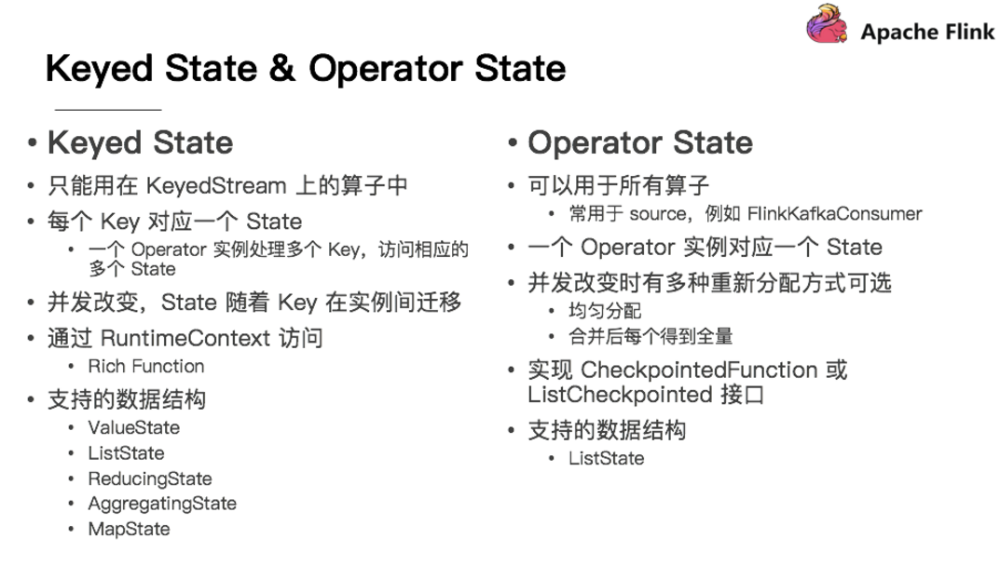 Apache Flink
Keyed State & Operator State
• Keyed State
• 只能用在 KeyedStream 上的算子中
• 每个 Key 对应一个 State
• 一个 Operator 实例处理多个 Key，访问相应的
多个 State
• 并发改变，State 随着 Key 在实例间迁移
• 通过 RuntimeContext 访问
• Rich Function
• 支持的数据结构
• ValueState
• ListState
• ReducingState
• AggregatingState
• MapState
• Operator State
• 可以用于所有算子
• 常用于 source，例如 FlinkKafkaConsumer
• 一个 Operator 实例对应一个 State
• 并发改变时有多种重新分配方式可选
• 均匀分配
• 合并后每个得到全量
• 实现 CheckpointedFunction 或
ListCheckpointed 接口
• 支持的数据结构
• ListState